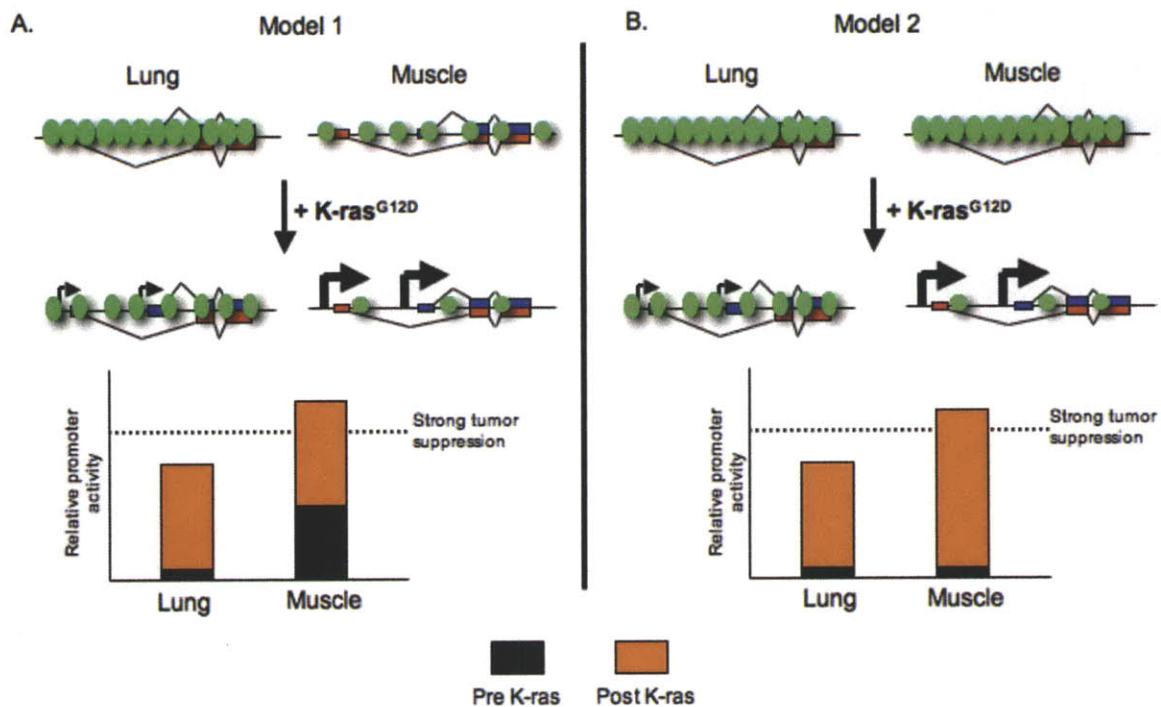 A.
Model 1
Lung
Muscle
+ K-ras^G12D
Relative promoter
activity
Strong tumor
suppression
Lung
Muscle
B.
Model 2
Lung
Muscle
+ K-ras^G12D
Relative promoter
activity
Strong tumor
suppression
Lung
Muscle
Pre K-ras
Post K-ras